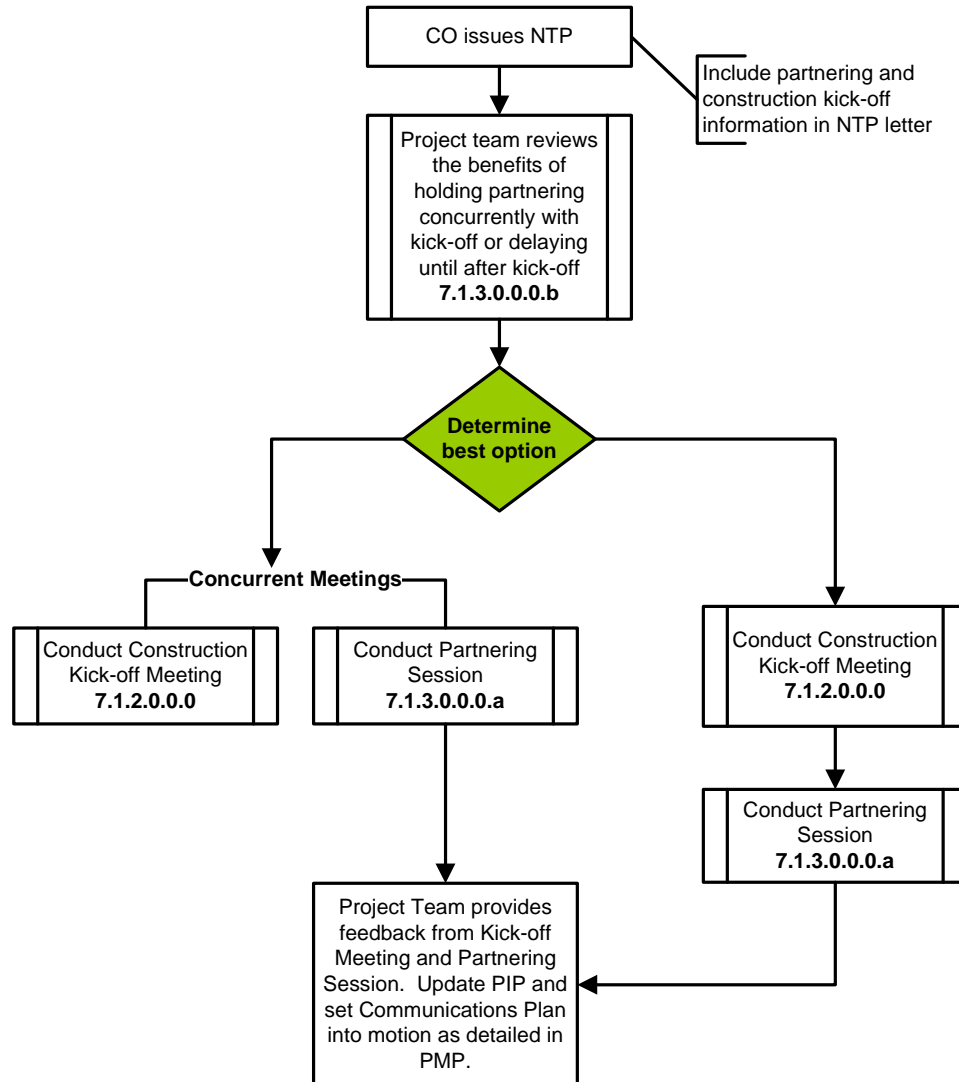 CO issues NTP
Include partnering and
construction kick-off
information in NTP letter
Project team reviews
the benefits of
holding partnering
concurrently with
kick-off or delaying
until after kick-off
7.1.3.0.0.0.b
Determine
best option
Concurrent Meetings
Conduct Construction
Kick-off Meeting
7.1.2.0.0.0
Conduct Partnering
Session
7.1.3.0.0.0.a
Conduct Construction
Kick-off Meeting
7.1.2.0.0.0
Conduct Partnering
Session
7.1.3.0.0.0.a
Project Team provides
feedback from Kick-off
Meeting and Partnering
Session.  Update PIP and
set Communications Plan
into motion as detailed in
PMP.